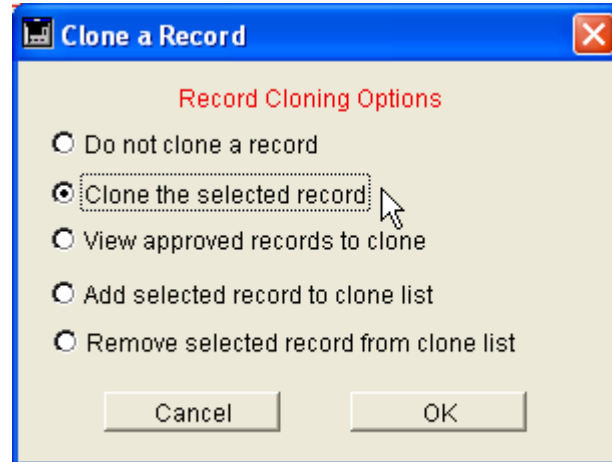 Clone a Record
Record Cloning Options
Do not clone a record
Clone the selected record
View approved records to clone
Add selected record to clone list
Remove selected record from clone list
Cancel OK